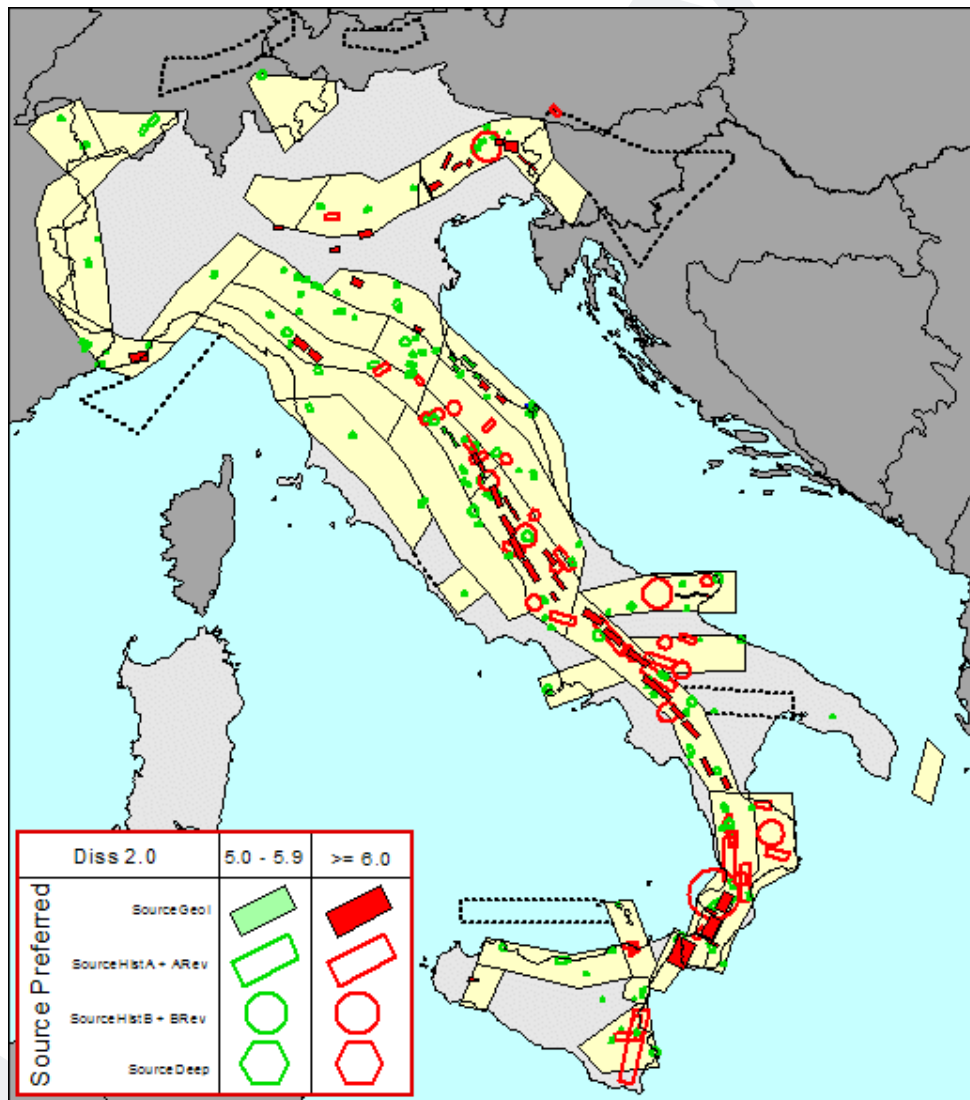 Diss 2.0 5.0 - 5.9 >= 6.0
Source Preferred
SourceGeol
SourceHistA + ARev
SourceHistB + BRev
SourceDeep